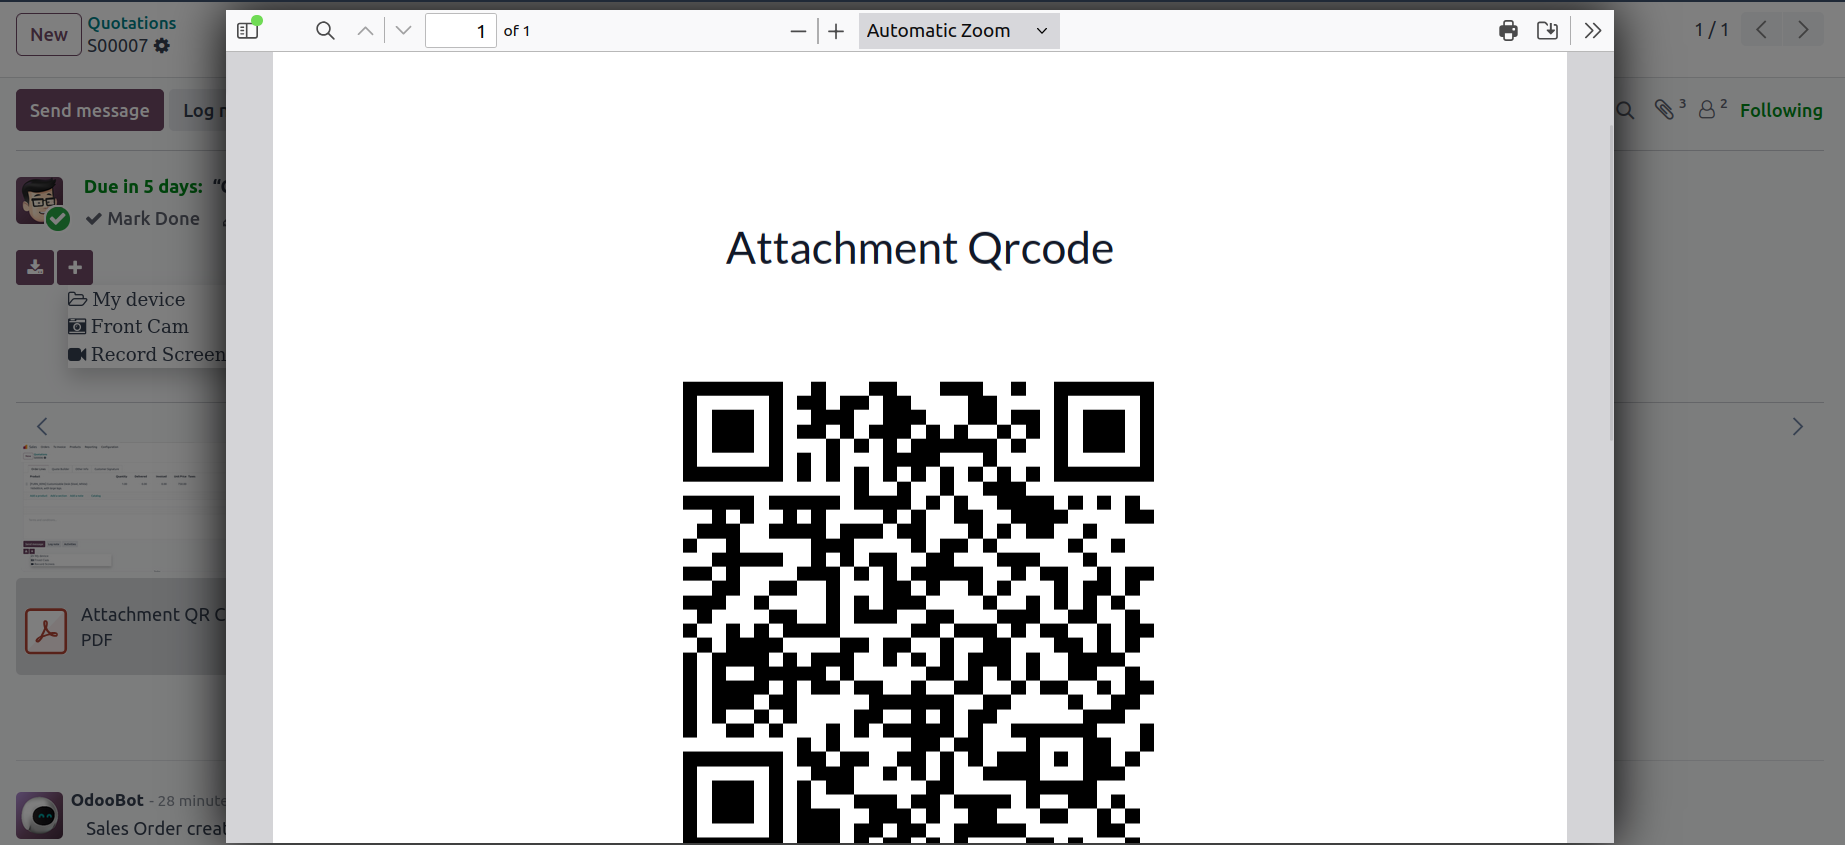 New
Quotations
S00007
1 of 1
Automatic Zoom
1 / 1
Send message
Log
3
2
Following
Due in 5 days:
Mark Done
Attachment Qrcode
My device
Front Cam
Record Screen
Attachment QR C
PDF
OdooBot - 28 minute
Sales Order creat